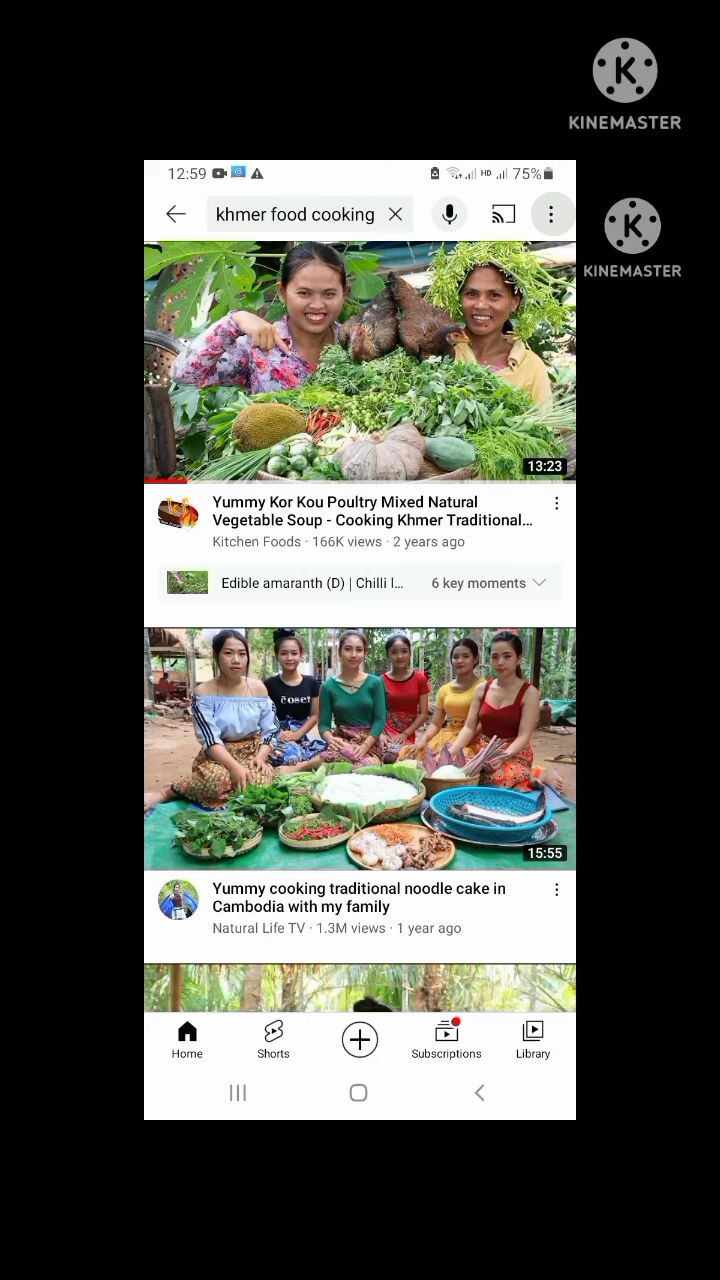 KINEMASTER
12:59
HD
75%
khmer food cooking
KINEMASTER
13:23
Yummy Kor Kou Poultry Mixed Natural
Vegetable Soup - Cooking Khmer Traditional...
Kitchen Foods · 166K views · 2 years ago
Edible amaranth (D) | Chilli l...
6 key moments
coser
15:55
Yummy cooking traditional noodle cake in
Cambodia with my family
Natural Life TV · 1.3M views · 1 year ago
Home
Shorts
Subscriptions
Library